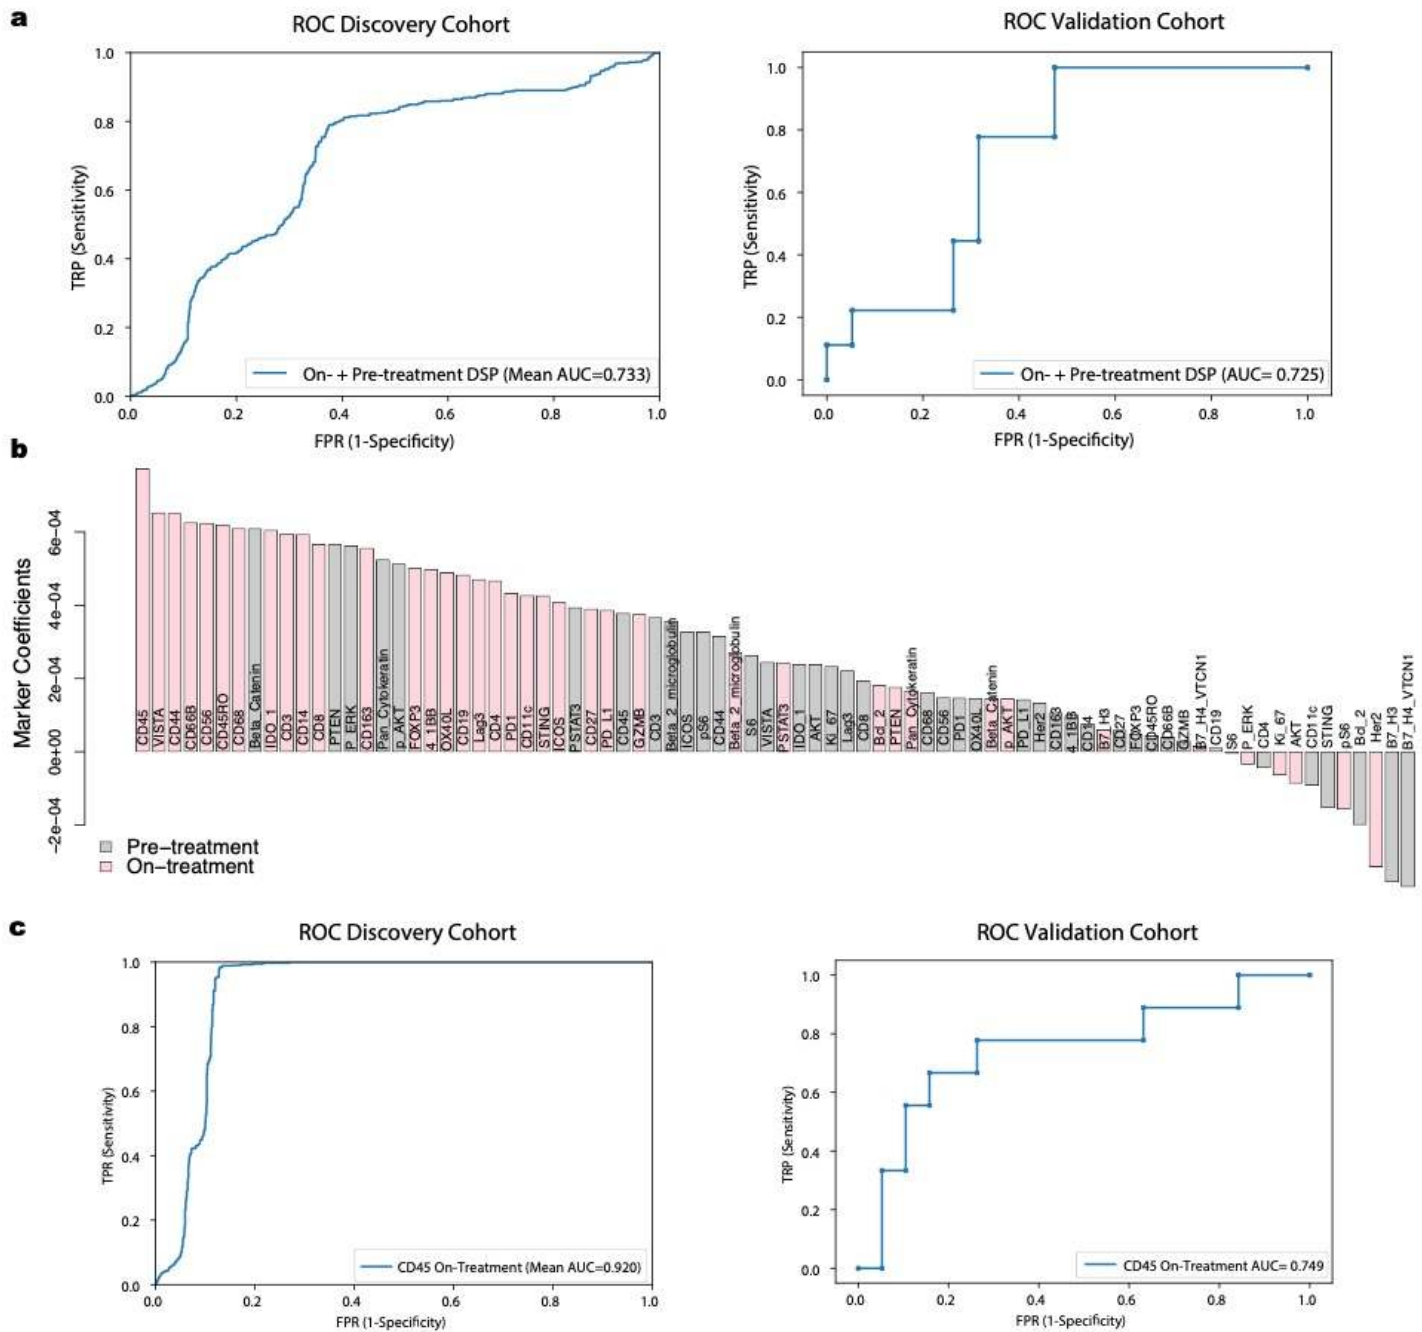 a
ROC Discovery Cohort
ROC Validation Cohort
1.0
0.8
0.6
0.4
0.2
0.0
TRP (Sensitivity)
0.0 0.2 0.4 0.6 0.8 1.0
FPR (1-Specificity)
On- + Pre-treatment DSP (Mean AUC=0.733)
1.0
0.8
0.6
0.4
0.2
0.0
TRP (Sensitivity)
0.0 0.2 0.4 0.6 0.8 1.0
FPR (1-Specificity)
On- + Pre-treatment DSP (AUC= 0.725)
b
Marker Coefficients
6e−04
4e−04
2e−04
0e+00
−2e−04
CD45
VISTA
CD44
CD66B
CD56
CD45RO
CD68
Beta_Catenin
IDO_1
CD3
CD14
CD8
PTEN
P_ERK
CD163
Pan_Cytokeratin
p_AKT
FOXP3
4_1BB
OX40L
CD19
Lag3
CD4
PD1
CD11c
STING
ICOS
PSTAT3
CD27
PD_L1
CD45
GZMB
CD3
Beta_2_microglobulin
ICOS
pS6
CD44
Beta_2_microglobulin
S6
VISTA
PSTAT3
IDO_1
AKT
Ki_67
Lag3
CD8
Bcl_2
PTEN
Pan_Cytokeratin
CD68
CD56
PD1
OX40L
Beta_Catenin
p_AKT
PD_L1
Her2
CD163
4_1BB
CD14
B7_H3
CD27
FOXP3
CD45RO
CD66B
GZMB
B7_H4_VTCN1
CD19
S6
P_ERK
CD4
Ki_67
AKT
CD11c
STING
pS6
Bcl_2
Her2
B7_H3
B7_H4_VTCN1
Pre−treatment
On−treatment
c
ROC Discovery Cohort
ROC Validation Cohort
1.0
0.8
0.6
0.4
0.2
0.0
TPR (Sensitivity)
0.0 0.2 0.4 0.6 0.8 1.0
FPR (1-Specificity)
CD45 On-Treatment (Mean AUC=0.920)
1.0
0.8
0.6
0.4
0.2
0.0
TRP (Sensitivity)
0.0 0.2 0.4 0.6 0.8 1.0
FPR (1-Specificity)
CD45 On-Treatment AUC= 0.749